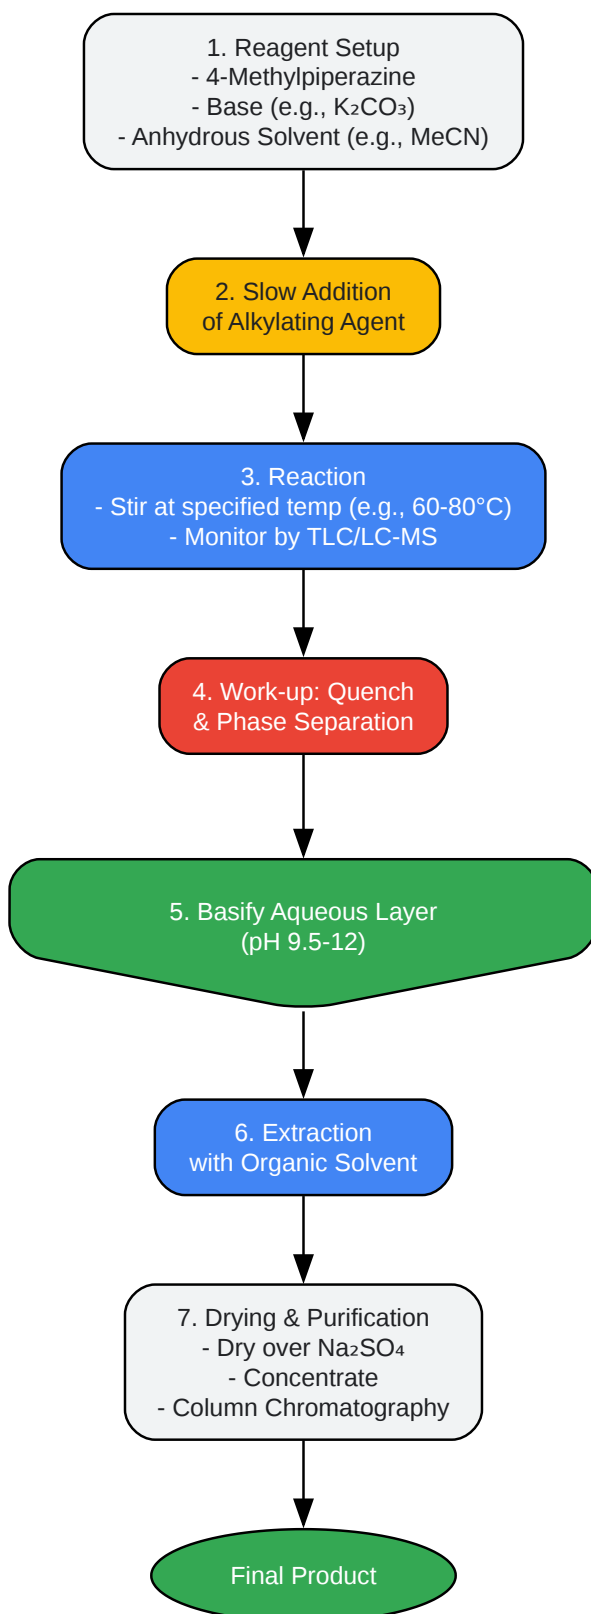 1. Reagent Setup
- 4-Methylpiperazine
- Base (e.g., K₂CO₃)
- Anhydrous Solvent (e.g., MeCN)
2. Slow Addition
of Alkylating Agent
3. Reaction
- Stir at specified temp (e.g., 60-80°C)
- Monitor by TLC/LC-MS
4. Work-up: Quench
& Phase Separation
5. Basify Aqueous Layer
(pH 9.5-12)
6. Extraction
with Organic Solvent
7. Drying & Purification
- Dry over Na₂SO₄
- Concentrate
- Column Chromatography
Final Product